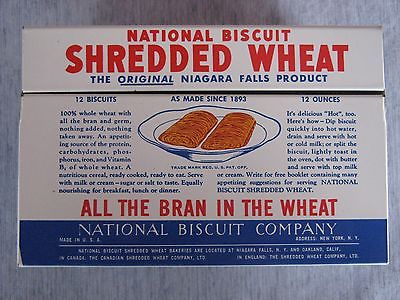 NATIONAL BISCUIT
SHREDDED WHEAT
THE ORIGINAL NIAGARA FALLS PRODUCT
12 BISCUITS
AS MADE SINCE 1893
12 OUNCES
100% whole wheat with
all the bran and germ,
nothing added, nothing
taken away. An appetizing
source of the protein,
carbohydrates, phosphorus,
iron, and Vitamin
B₁ of whole wheat. A
nutritious cereal, ready cooked, ready to eat. Serve
with milk or cream—sugar or salt to taste. Equally
nourishing for breakfast, lunch or dinner.
TRADE MARK REG. U.S. PAT. OFF.
It's delicious "Hot", too.
Here's how—Dip biscuit
quickly into hot water,
drain and serve with hot
or cold milk; or split the
biscuit, lightly toast in
the oven, dot with butter
and serve with top milk
or cream. Write for free booklet containing many
appetizing suggestions for serving NATIONAL
BISCUIT SHREDDED WHEAT.
ALL THE BRAN IN THE WHEAT
NATIONAL BISCUIT COMPANY
MADE IN U.S.A.
ADDRESS: NEW YORK, N.Y.
NATIONAL BISCUIT SHREDDED WHEAT BAKERIES ARE LOCATED AT NIAGARA FALLS, N.Y. AND OAKLAND, CALIF.
IN CANADA: THE CANADIAN SHREDDED WHEAT COMPANY, LTD.
IN ENGLAND: THE SHREDDED WHEAT COMPANY, LTD.